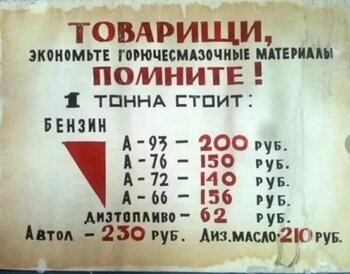 ТОВАРИЩИ,
ЭКОНОМЬТЕ ГОРЮЧЕСМАЗОЧНЫЕ МАТЕРИАЛЫ
ПОМНИТЕ!
1 ТОННА СТОИТ:
БЕНЗИН
А-93 – 200 РУБ.
А-76 – 150 РУБ.
А-72 – 140 РУБ.
А-66 – 156 РУБ.
ДИЗТОПЛИВО – 62 РУБ.
АВТОЛ – 230 РУБ. ДИЗ.МАСЛО-210 РУБ.